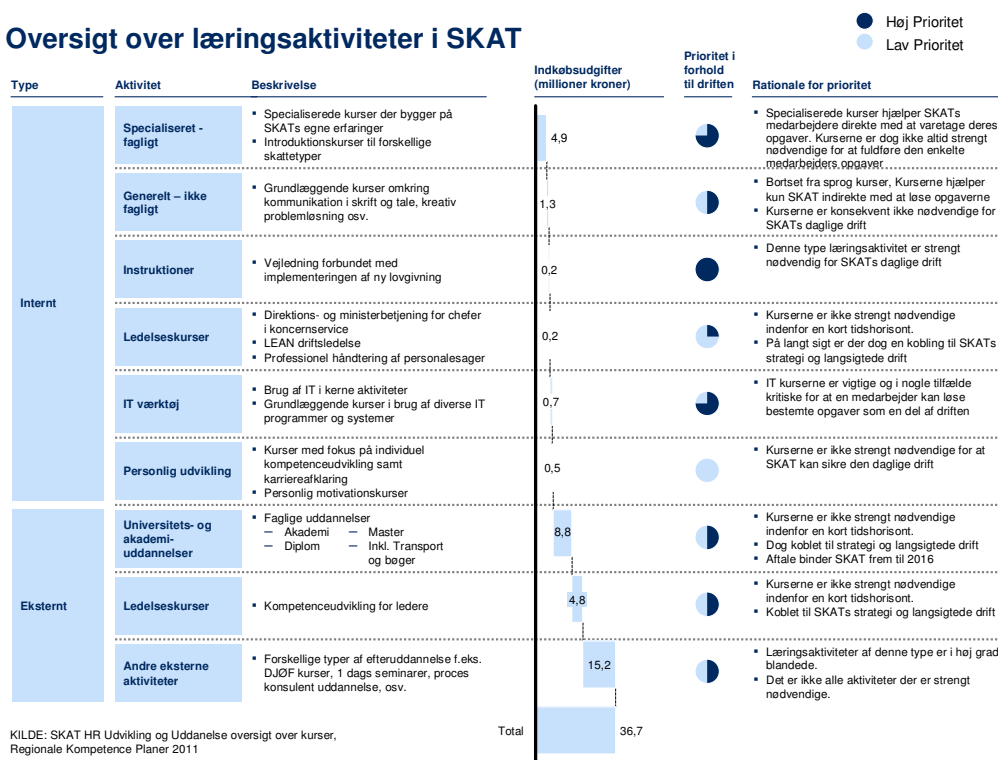 Oversigt over læringsaktiviteter i SKAT
Høj Prioritet
Lav Prioritet
Type
Aktivitet
Beskrivelse
Indkøbsudgifter
(millioner kroner)
Prioritet i
forhold
til driften
Rationale for prioritet
Internt
Specialiseret -
fagligt
Specialiserede kurser der bygger på
SKATs egne erfaringer
Introduktionskurser til forskellige
skattetyper
4,9
Specialiserede kurser hjælper SKATs
medarbejdere direkte med at varetage deres
opgaver. Kurserne er dog ikke altid strengt
nødvendige for at fuldføre den enkelte
medarbejders opgaver
Generelt – ikke
fagligt
Grundlæggende kurser omkring
kommunikation i skrift og tale, kreativ
problemløsning osv.
1,3
Bortset fra sprog kurser, Kurserne hjælper
kun SKAT indirekte med at løse opgaverne
Kurserne er konsekvent ikke nødvendige for
SKATs daglige drift
Instruktioner
Vejledning forbundet med
implementeringen af ny lovgivning
0,2
Denne type læringsaktivitet er strengt
nødvendig for SKATs daglige drift
Ledelseskurser
Direktions- og ministerbetjening for chefer
i koncernservice
LEAN driftsledelse
Professionel håndtering af personalesager
0,2
Kurserne er ikke strengt nødvendige
indenfor en kort tidshorisont.
På langt sigt er der dog en kobling til SKATs
strategi og langsigtede drift
IT værktøj
Brug af IT i kerne aktiviteter
Grundlæggende kurser i brug af diverse IT
programmer og systemer
0,7
IT kurserne er vigtige og i nogle tilfælde
kritiske for at en medarbejder kan løse
bestemte opgaver som en del af driften
Personlig udvikling
Kurser med fokus på individuel
kompetenceudvikling samt
karriereafklaring
Personlig motivationskurser
0,5
Kurserne er ikke strengt nødvendige for at
SKAT kan sikre den daglige drift
Eksternt
Universitets- og
akademi-
uddannelser
Faglige uddannelser
– Akademi – Master
– Diplom – Inkl. Transport
og bøger
8,8
Kurserne er ikke strengt nødvendige
indenfor en kort tidshorisont.
Dog koblet til strategi og langsigtede drift
Aftale binder SKAT frem til 2016
Ledelseskurser
Kompetenceudvikling for ledere
4,8
Kurserne er ikke strengt nødvendige
indenfor en kort tidshorisont.
Koblet til SKATs strategi og langsigtede drift
Andre eksterne
aktiviteter
Forskellige typer af efteruddannelse f.eks.
DJØF kurser, 1 dags seminarer, proces
konsulent uddannelse, osv.
15,2
Læringsaktiviteter af denne type er i høj grad
blandede.
Det er ikke alle aktiviteter der er strengt
nødvendige.
Total
36,7
KILDE: SKAT HR Udvikling og Uddanelse oversigt over kurser,
Regionale Kompetence Planer 2011